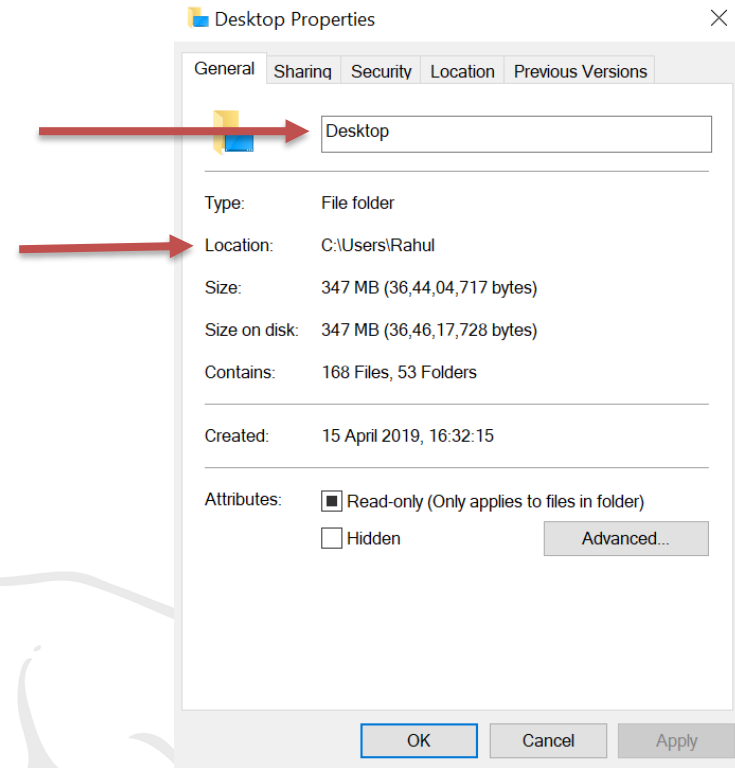 Desktop Properties
General Sharing Security Location Previous Versions
Desktop
Type: File folder
Location: C:\Users\Rahul
Size: 347 MB (36,44,04,717 bytes)
Size on disk: 347 MB (36,46,17,728 bytes)
Contains: 168 Files, 53 Folders
Created: 15 April 2019, 16:32:15
Attributes: Read-only (Only applies to files in folder)
Hidden Advanced...
OK Cancel Apply